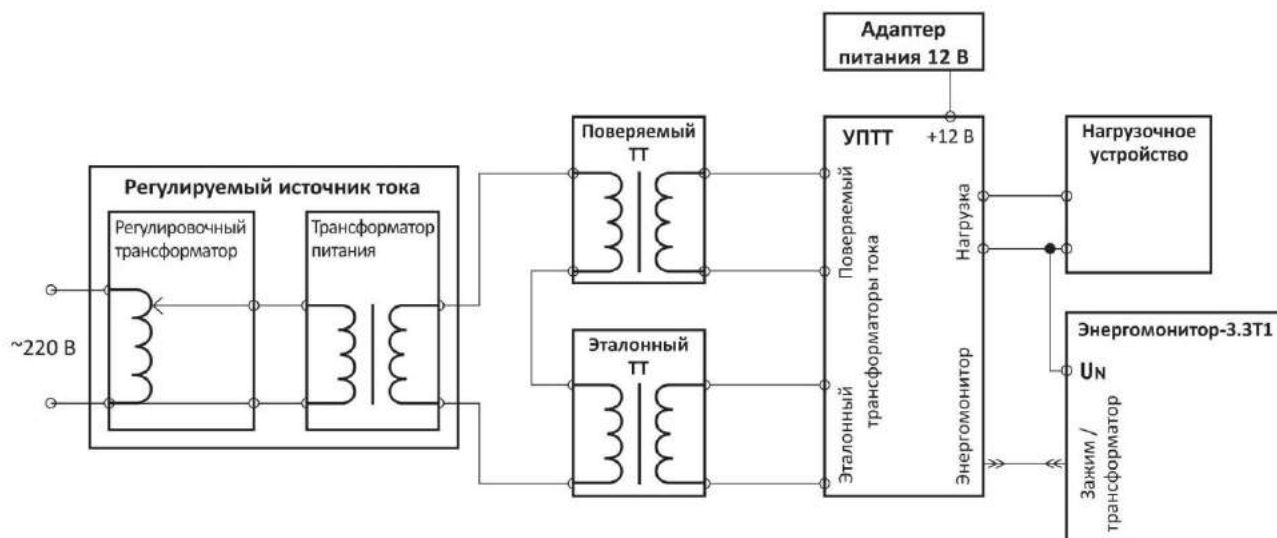 Адаптер
питания 12 В
Поверяемый
ТТ
УПТТ
+12 В
Нагрузочное
устройство
Регулируемый источник тока
Регулировочный
трансформатор
Трансформатор
питания
Поверяемый
трансформаторы тока
Эталонный
Нагрузка
Энергомонитор
~220 В
Эталонный
ТТ
Энергомонитор-3.3Т1
UN
Зажим /
трансформатор